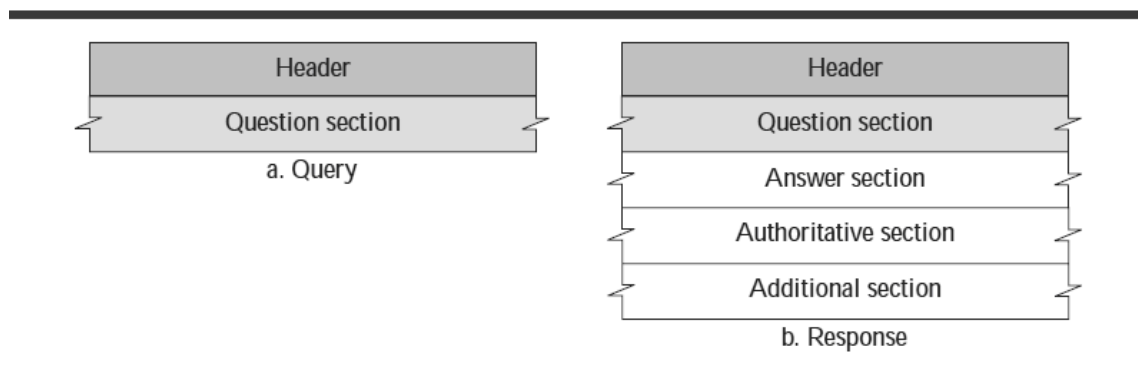 Header
Question section
a. Query
Header
Question section
Answer section
Authoritative section
Additional section
b. Response